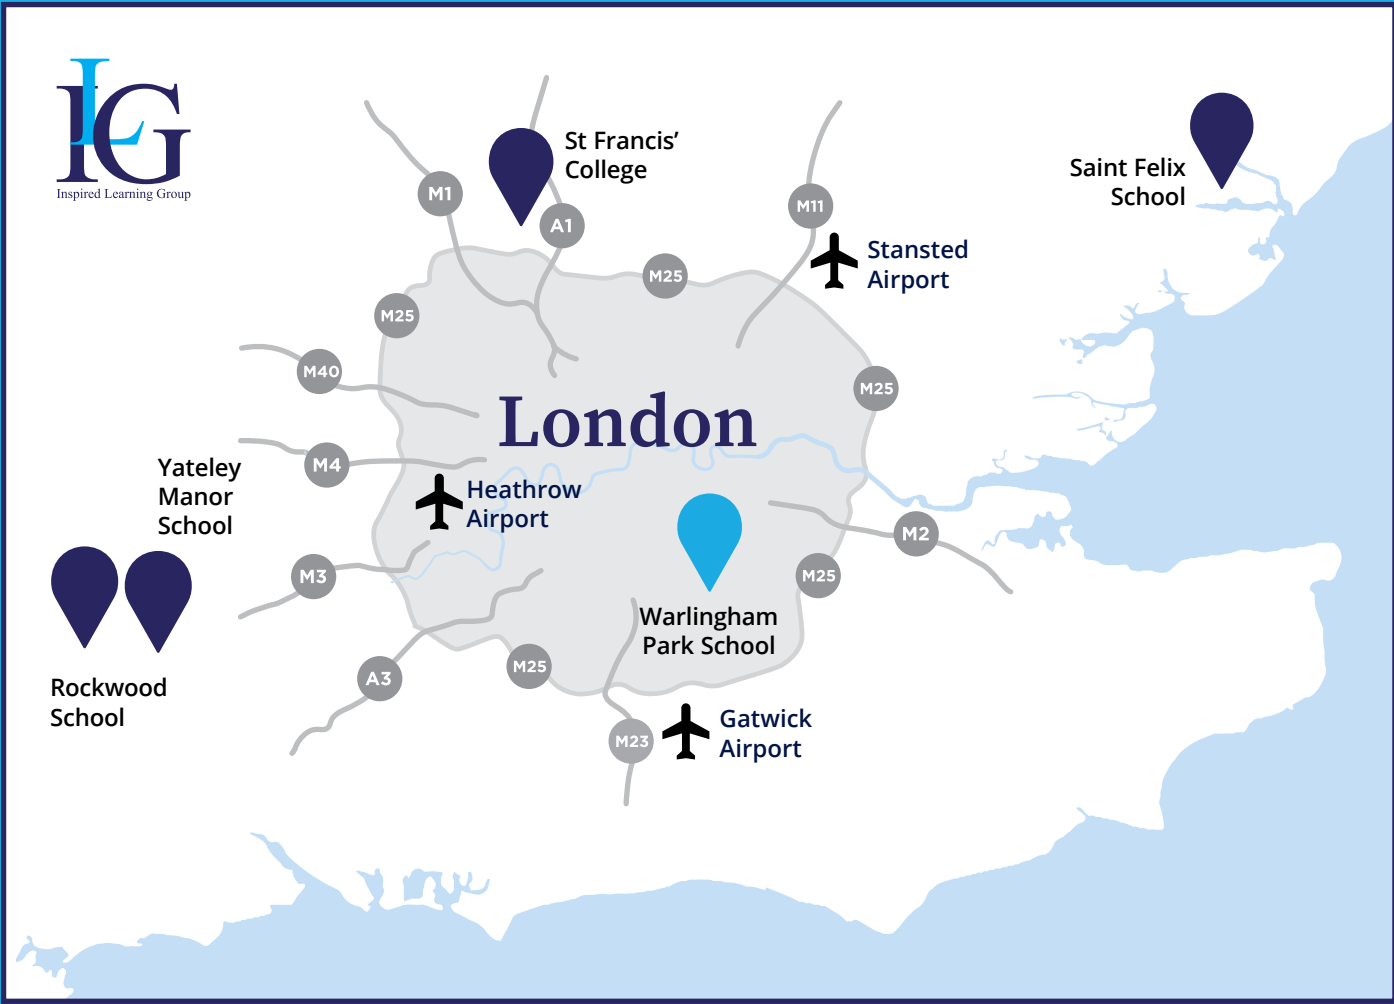 ILG
Inspired Learning Group
St Francis’
College
Saint Felix
School
M1
A1
M11
Stansted
Airport
M25
M25
M40
M25
London
M4
Yateley
Manor
School
Heathrow
Airport
M2
M3
M25
Warlingham
Park School
M25
A3
Rockwood
School
Gatwick
Airport
M23